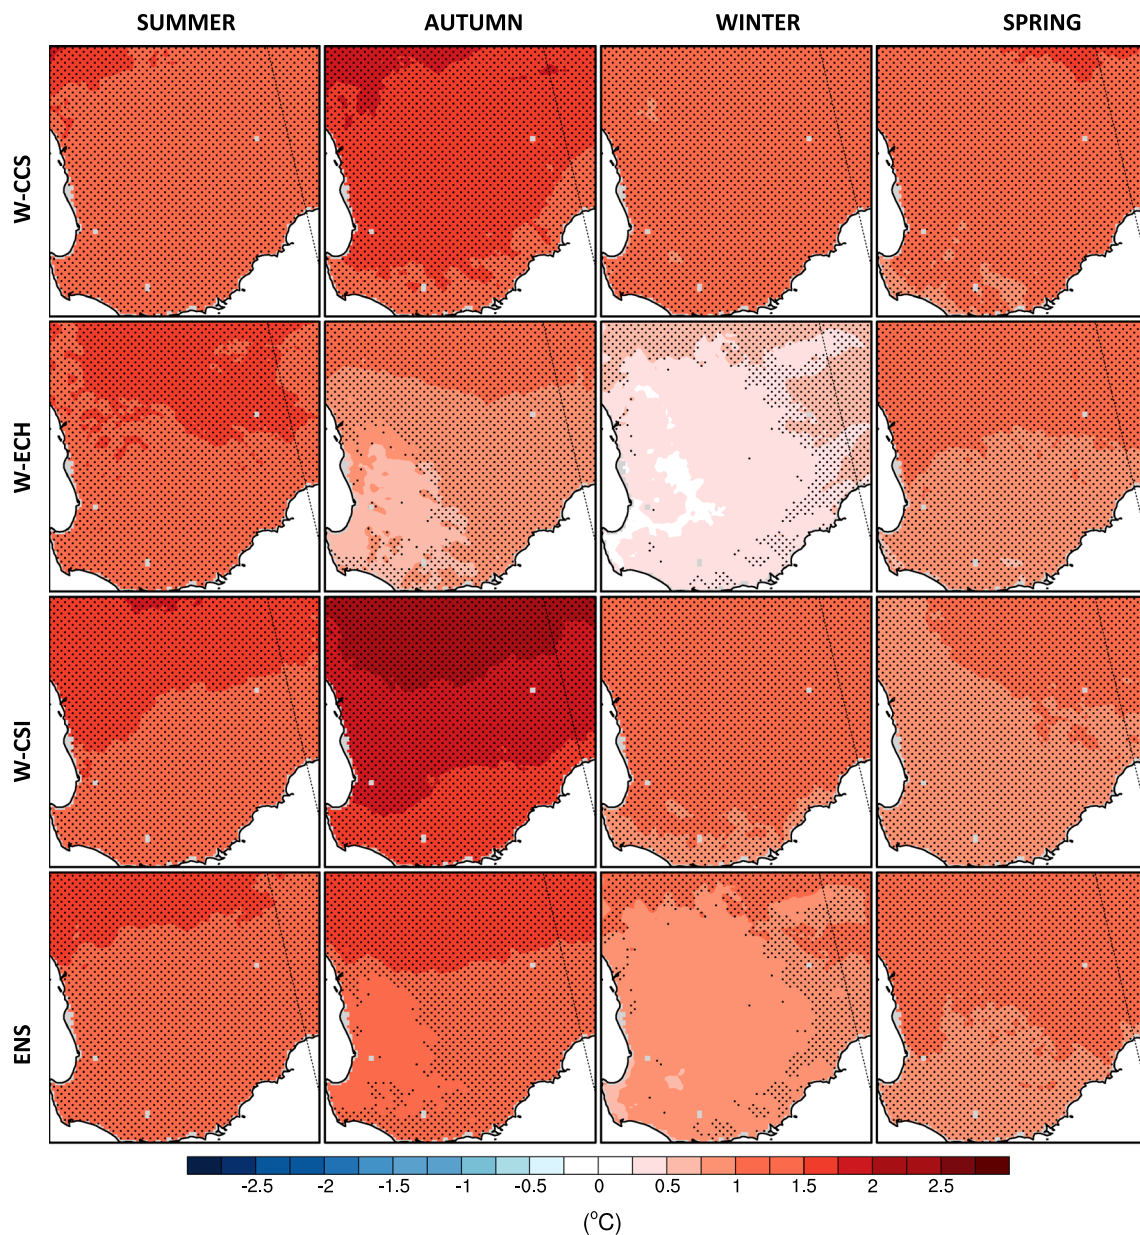 SUMMER AUTUMN WINTER SPRING
W-CCS
W-ECH
W-CSI
ENS
-2.5 -2 -1.5 -1 -0.5 0 0.5 1 1.5 2 2.5
(°C)